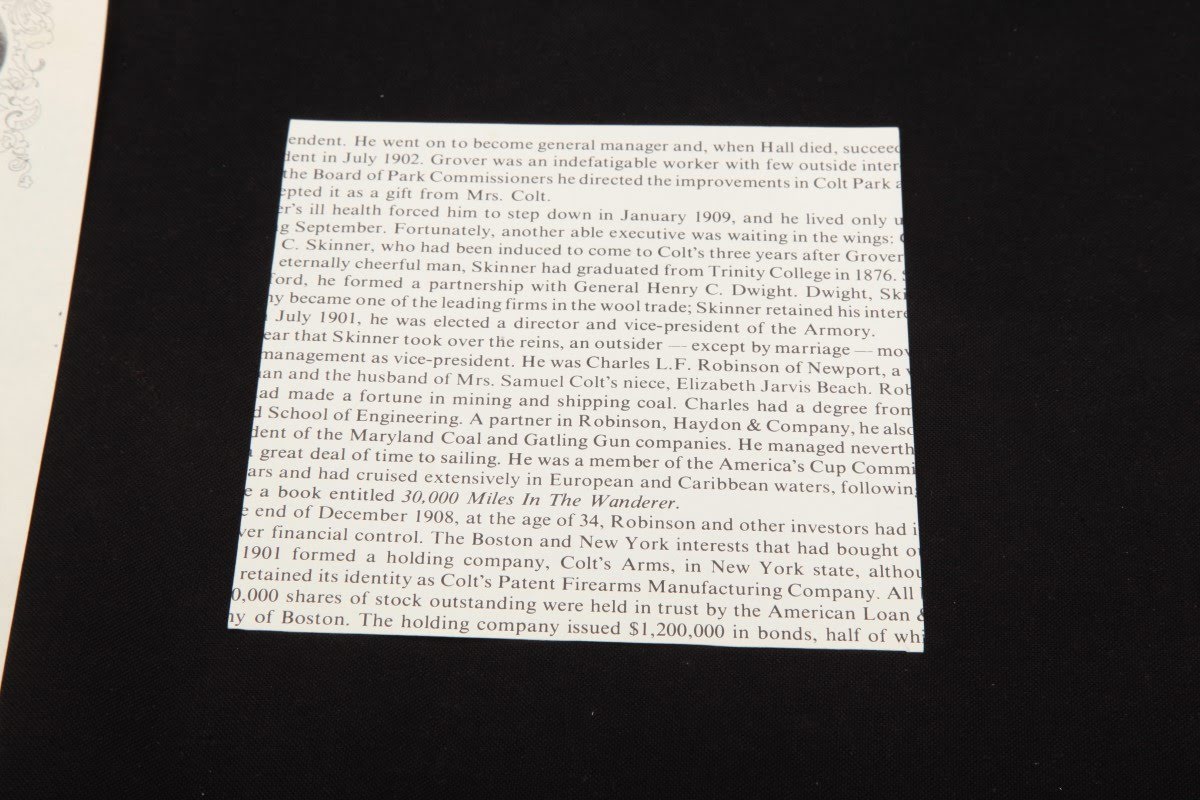 endent. He went on to become general manager and, when Hall died, succeed
dent in July 1902. Grover was an indefatigable worker with few outside inter
the Board of Park Commissioners he directed the improvements in Colt Park a
epted it as a gift from Mrs. Colt.
er's ill health forced him to step down in January 1909, and he lived only u
g September. Fortunately, another able executive was waiting in the wings:
C. Skinner, who had been induced to come to Colt's three years after Grover
eternally cheerful man, Skinner had graduated from Trinity College in 1876.
ford, he formed a partnership with General Henry C. Dwight. Dwight, Ski
ny became one of the leading firms in the wool trade; Skinner retained his intere
July 1901, he was elected a director and vice-president of the Armory.
ear that Skinner took over the reins, an outsider — except by marriage — mov
management as vice-president. He was Charles L.F. Robinson of Newport, a
an and the husband of Mrs. Samuel Colt's niece, Elizabeth Jarvis Beach. Rob
ad made a fortune in mining and shipping coal. Charles had a degree from
d School of Engineering. A partner in Robinson, Haydon & Company, he also
dent of the Maryland Coal and Gatling Gun companies. He managed neverth
great deal of time to sailing. He was a member of the America's Cup Commi
ars and had cruised extensively in European and Caribbean waters, following
e a book entitled 30,000 Miles In The Wanderer.
e end of December 1908, at the age of 34, Robinson and other investors had i
ver financial control. The Boston and New York interests that had bought o
1901 formed a holding company, Colt's Arms, in New York state, althou
retained its identity as Colt's Patent Firearms Manufacturing Company. All
0,000 shares of stock outstanding were held in trust by the American Loan &
ny of Boston. The holding company issued $1,200,000 in bonds, half of whi